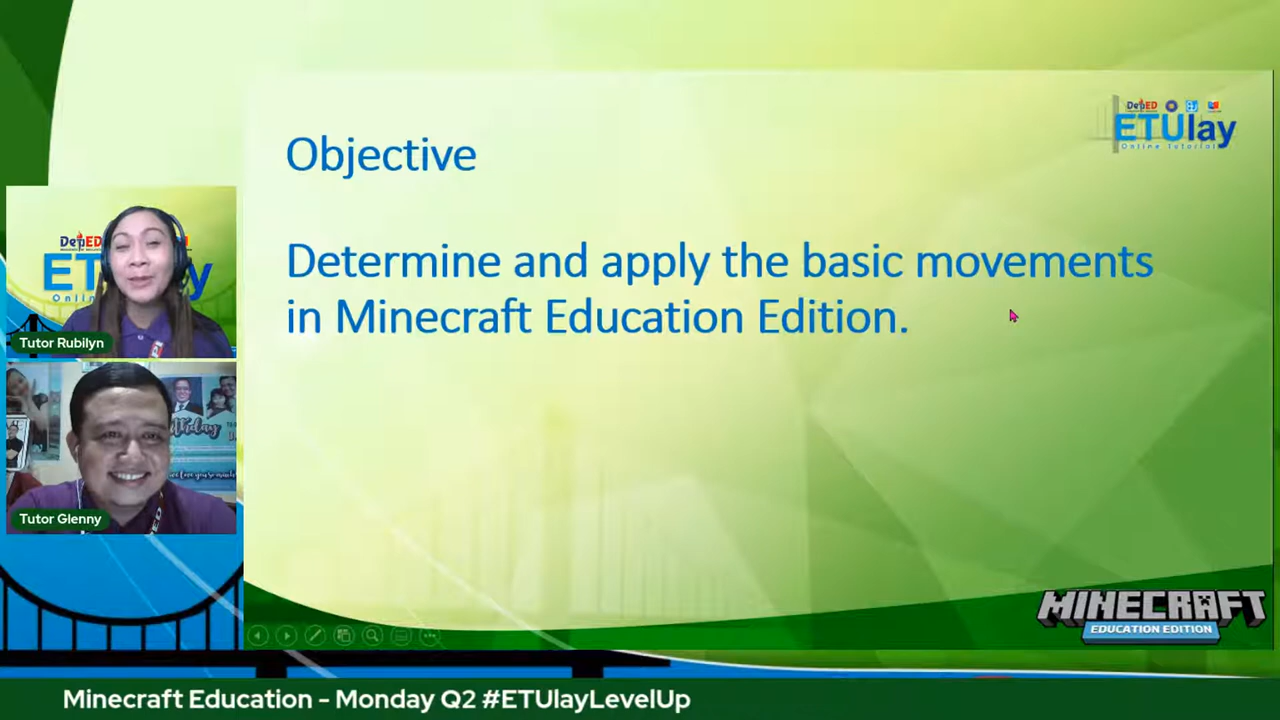 DepED
ETUlay
Online Tutorial
Objective
Determine and apply the basic movements
in Minecraft Education Edition.
DepED
Tutor Rubilyn
Tutor Glenny
MINECRAFT
EDUCATION EDITION
Minecraft Education - Monday Q2 #ETUlayLevelUp